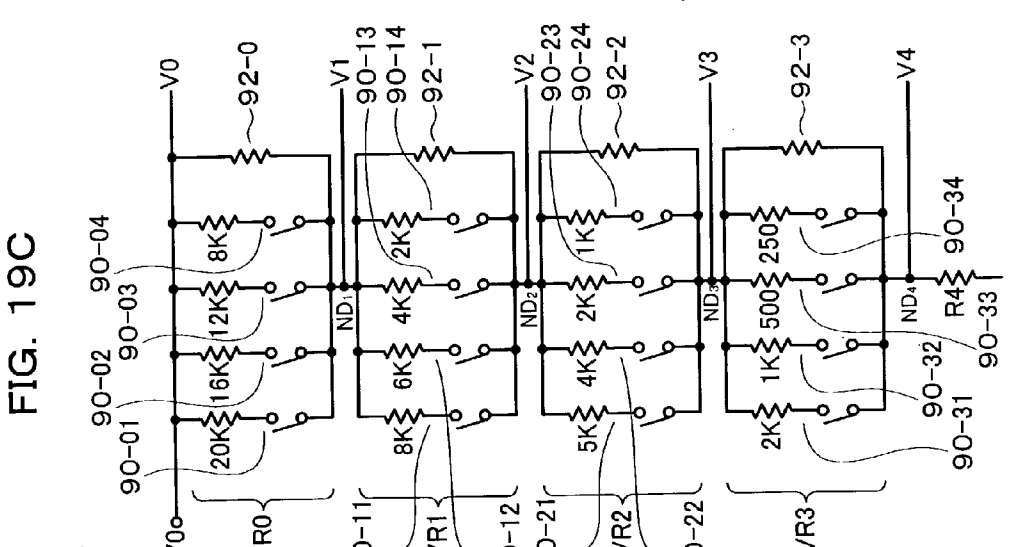 FIG. 19C
90-01
90-02
90-03
90-04
V0
92-0
20K
16K
12K
8K
V1
ND1
90-13
90-14
92-1
8K
6K
4K
2K
V2
ND2
90-23
90-24
92-2
5K
4K
2K
1K
V3
ND3
92-3
2K
1K
500
250
V4
ND4
R4
90-31
90-32
90-33
90-34
VR1
VR2
VR3